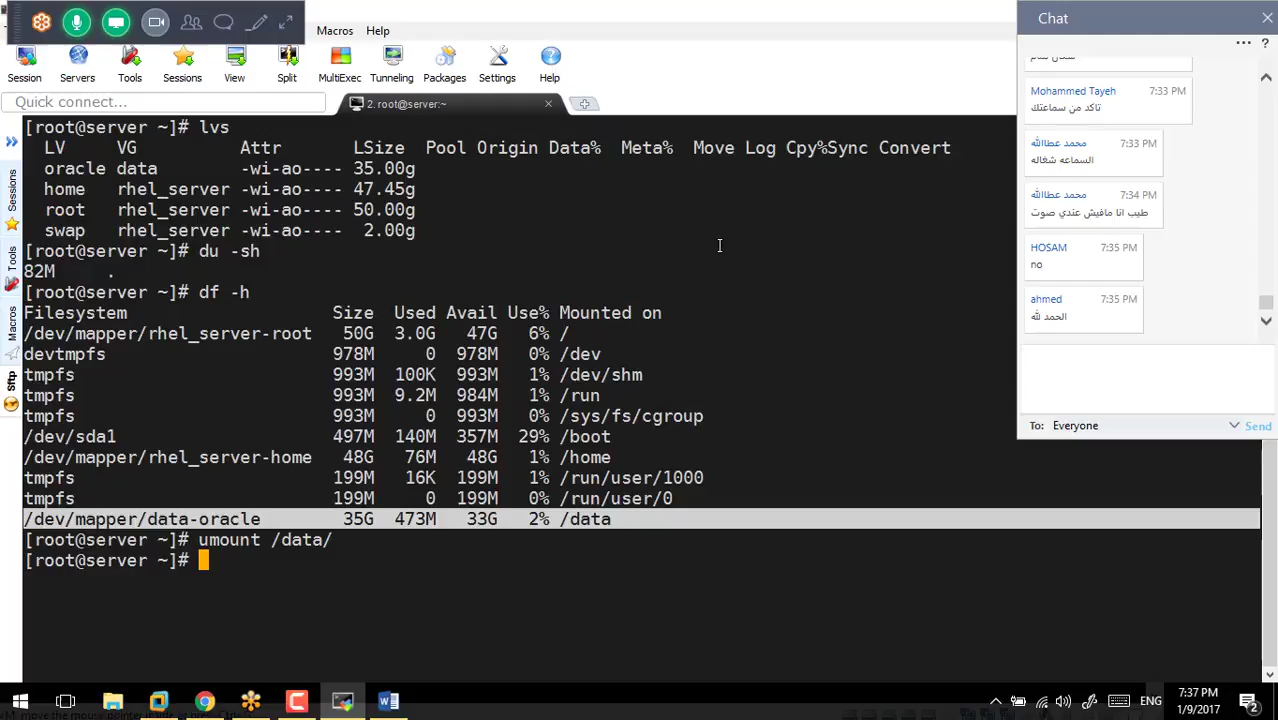 Macros Help
Session Servers Tools Sessions View Split MultiExec Tunneling Packages Settings Help
Quick connect...
2. root@server:~
Sessions
Tools
Macros
Sftp
[root@server ~]# lvs
LV VG Attr LSize Pool Origin Data% Meta% Move Log Cpy%Sync Convert
oracle data -wi-ao---- 35.00g
home rhel_server -wi-ao---- 47.45g
root rhel_server -wi-ao---- 50.00g
swap rhel_server -wi-ao---- 2.00g
[root@server ~]# du -sh
82M .
[root@server ~]# df -h
Filesystem Size Used Avail Use% Mounted on
/dev/mapper/rhel_server-root 50G 3.0G 47G 6% /
devtmpfs 978M 0 978M 0% /dev
tmpfs 993M 100K 993M 1% /dev/shm
tmpfs 993M 9.2M 984M 1% /run
tmpfs 993M 0 993M 0% /sys/fs/cgroup
/dev/sda1 497M 140M 357M 29% /boot
/dev/mapper/rhel_server-home 48G 76M 48G 1% /home
tmpfs 199M 16K 199M 1% /run/user/1000
tmpfs 199M 0 199M 0% /run/user/0
/dev/mapper/data-oracle 35G 473M 33G 2% /data
[root@server ~]# umount /data/
[root@server ~]#
Chat
Mohammed Tayeh 7:33 PM
تاكد من سماعتك
محمد عطاالله 7:33 PM
السماعه شغاله
محمد عطاالله 7:34 PM
طيب انا مافيش عندي صوت
HOSAM 7:35 PM
no
ahmed 7:35 PM
الحمد لله
To: Everyone
Send
ENG
7:37 PM
1/9/2017
2